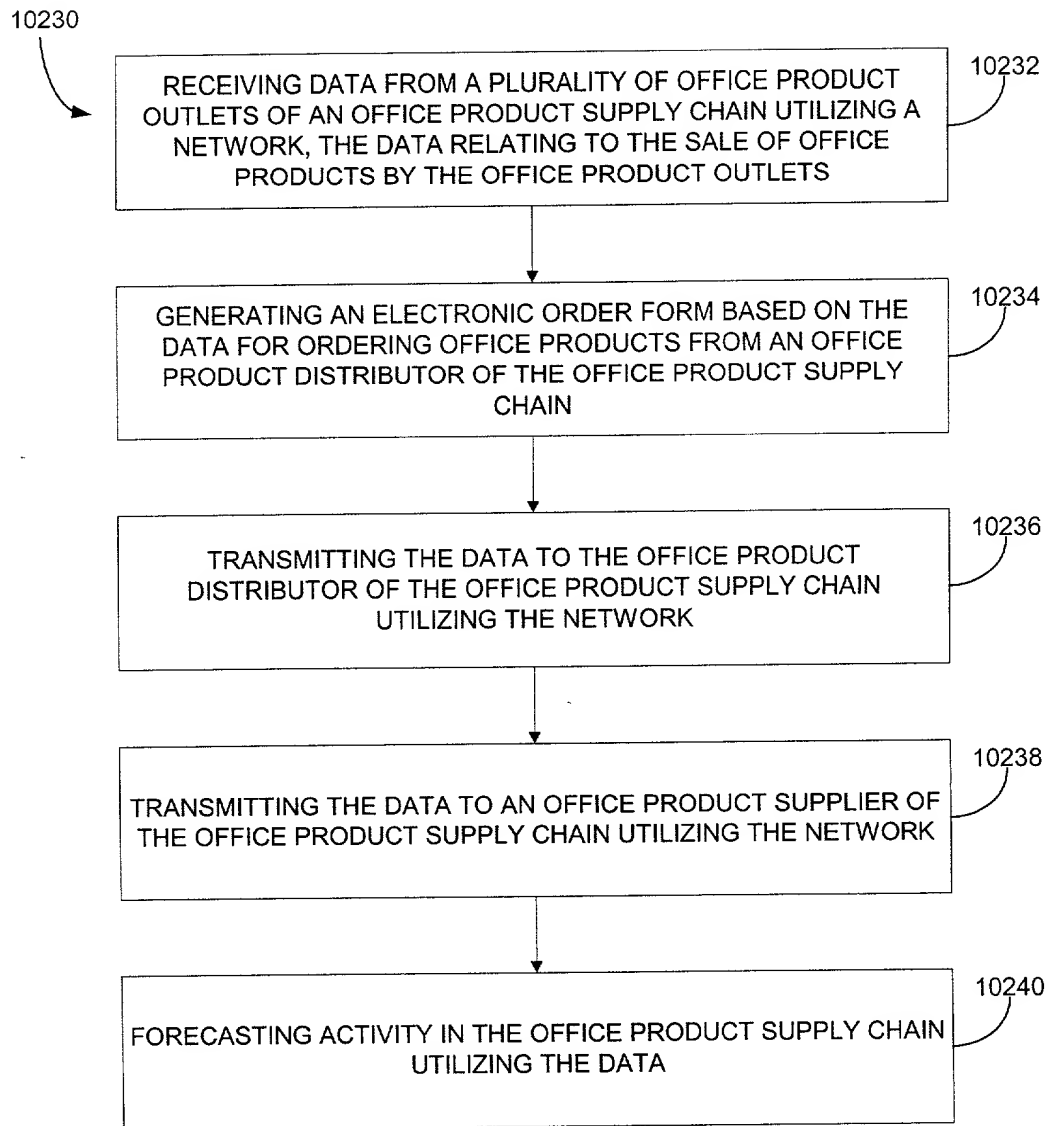 10230
RECEIVING DATA FROM A PLURALITY OF OFFICE PRODUCT
OUTLETS OF AN OFFICE PRODUCT SUPPLY CHAIN UTILIZING A
NETWORK, THE DATA RELATING TO THE SALE OF OFFICE
PRODUCTS BY THE OFFICE PRODUCT OUTLETS
10232
GENERATING AN ELECTRONIC ORDER FORM BASED ON THE
DATA FOR ORDERING OFFICE PRODUCTS FROM AN OFFICE
PRODUCT DISTRIBUTOR OF THE OFFICE PRODUCT SUPPLY
CHAIN
10234
TRANSMITTING THE DATA TO THE OFFICE PRODUCT
DISTRIBUTOR OF THE OFFICE PRODUCT SUPPLY CHAIN
UTILIZING THE NETWORK
10236
TRANSMITTING THE DATA TO AN OFFICE PRODUCT SUPPLIER OF
THE OFFICE PRODUCT SUPPLY CHAIN UTILIZING THE NETWORK
10238
FORECASTING ACTIVITY IN THE OFFICE PRODUCT SUPPLY CHAIN
UTILIZING THE DATA
10240